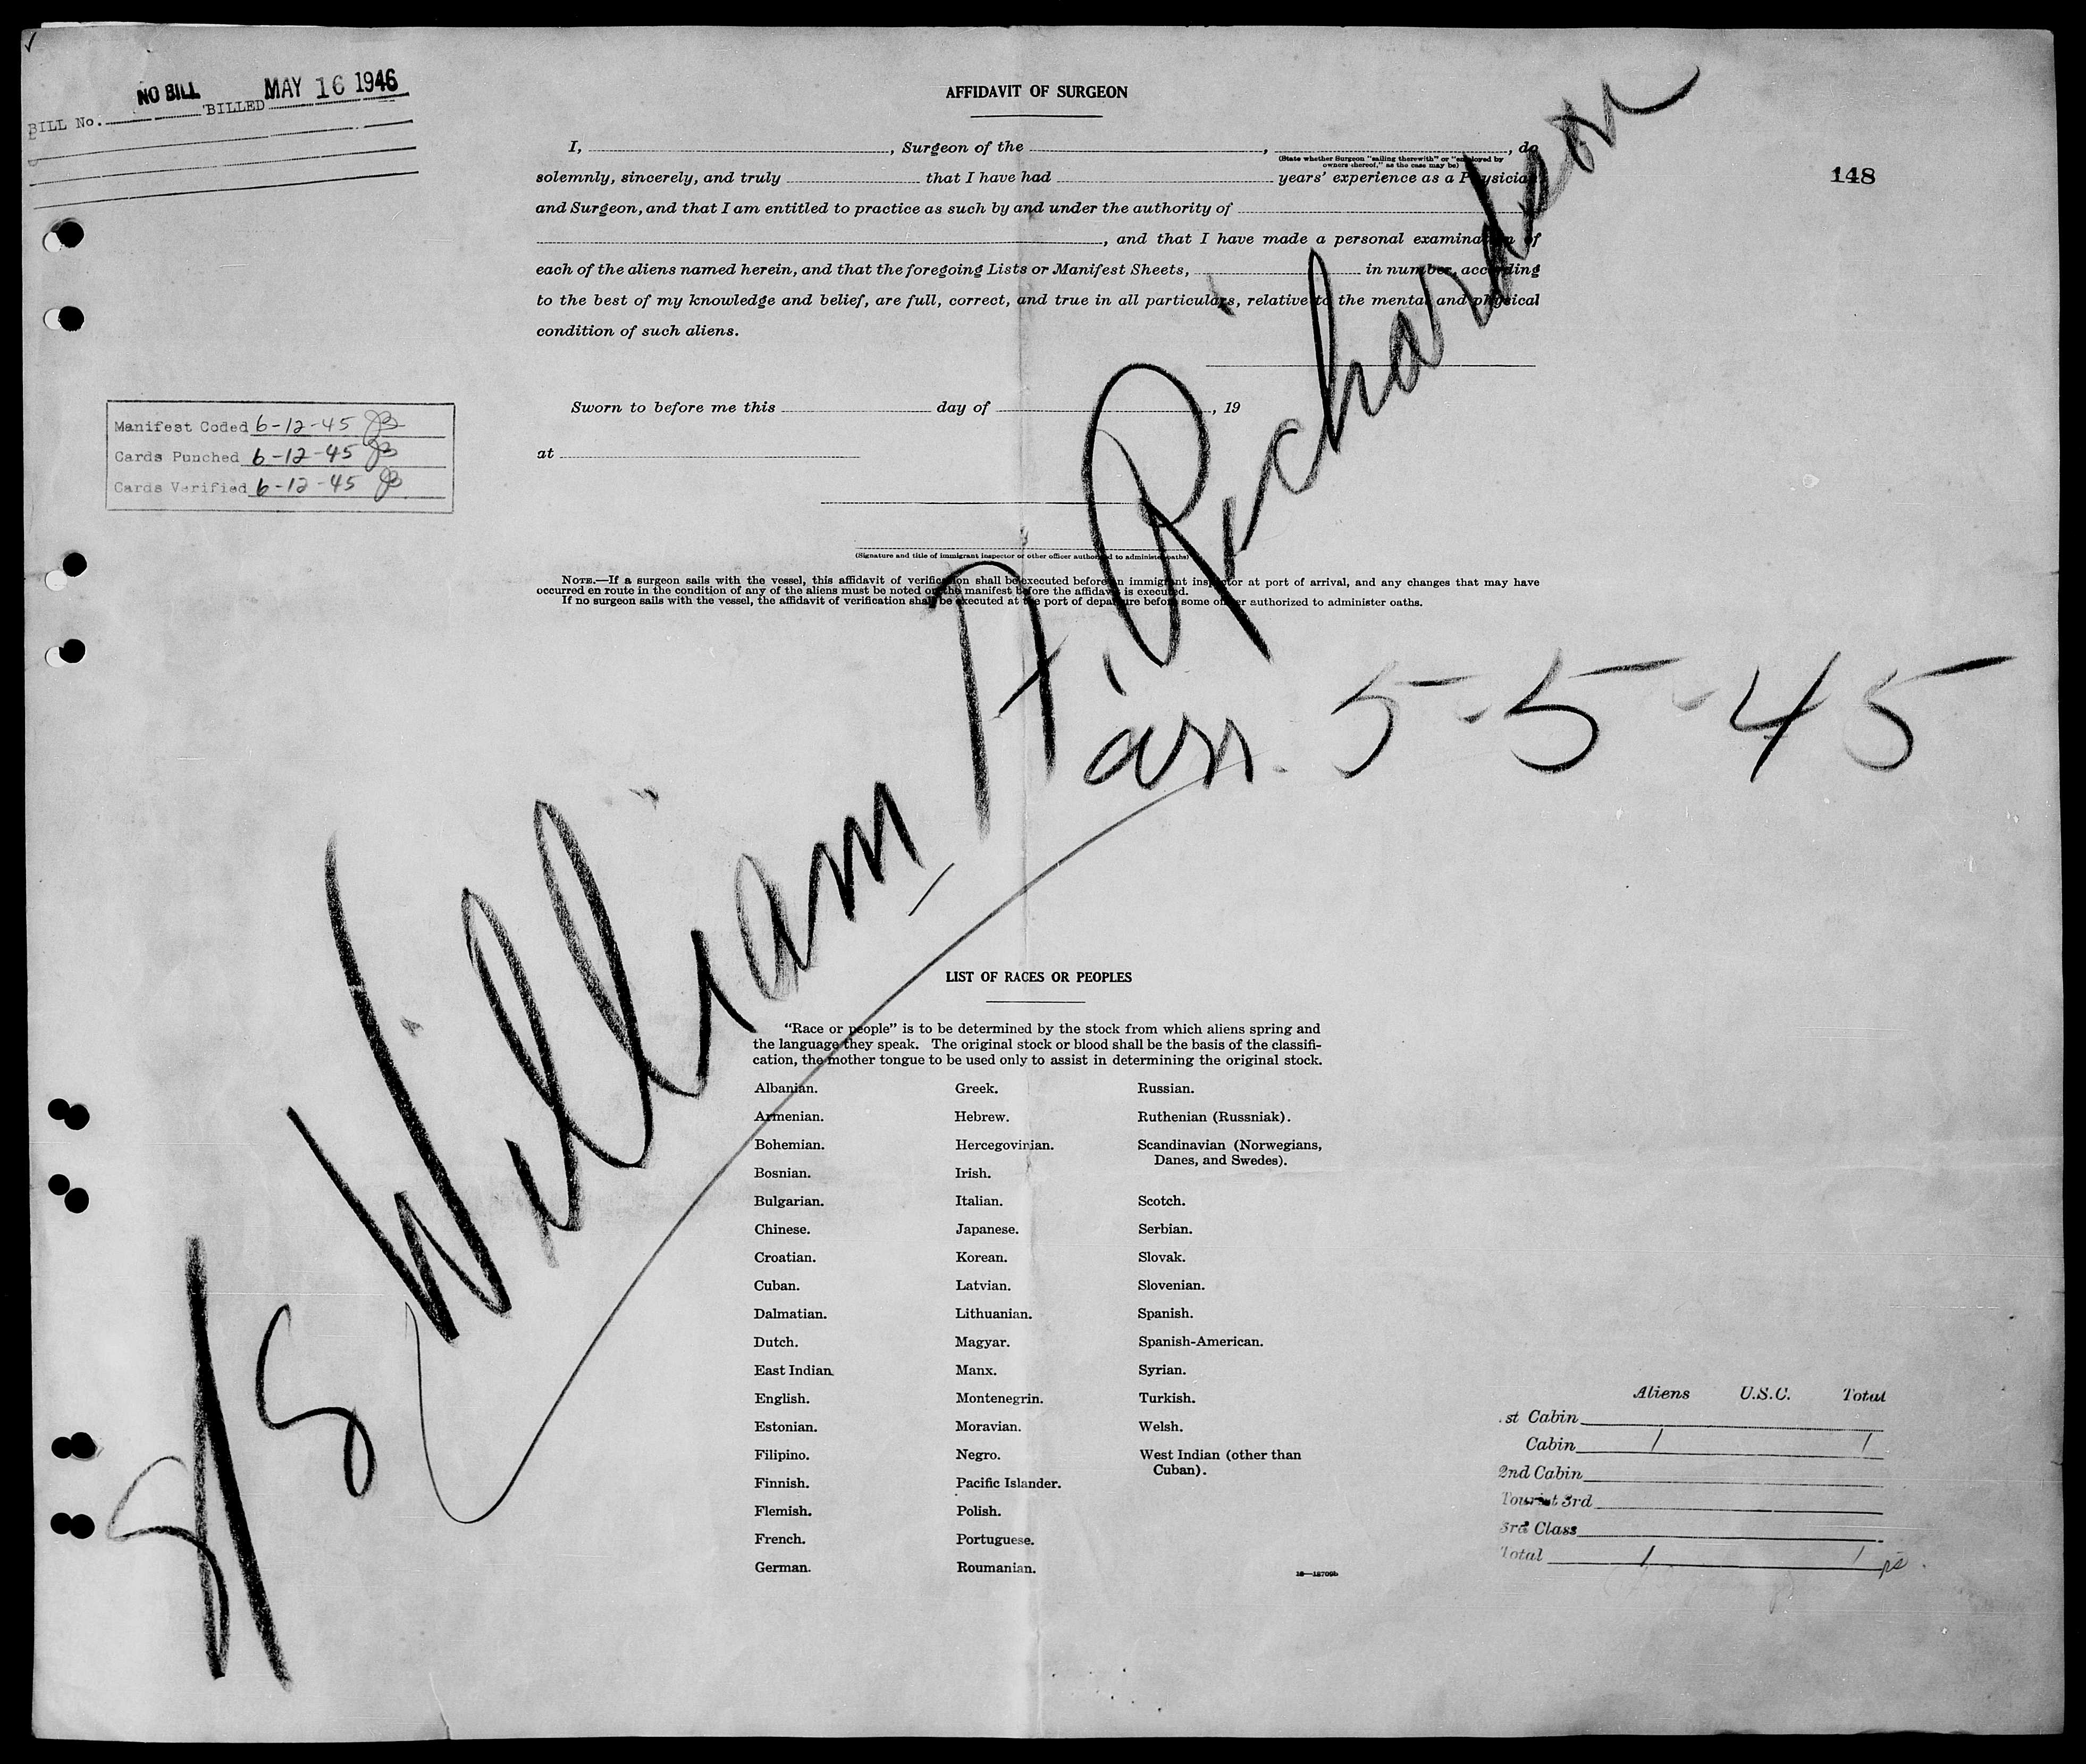 NO BILL MAY 16 1946
BILL No. BILLED
AFFIDAVIT OF SURGEON
I, , Surgeon of the , , do
(State whether Surgeon "sailing therewith" or "employed by
owners thereof," as the case may be)
148
solemnly, sincerely, and truly that I have had years' experience as a Physician
and Surgeon, and that I am entitled to practice as such by and under the authority of
, and that I have made a personal examination of
each of the aliens named herein, and that the foregoing Lists or Manifest Sheets, in number, according
to the best of my knowledge and belief, are full, correct, and true in all particulars, relative to the mental and physical
condition of such aliens.
Sworn to before me this day of , 19
at
Manifest Coded 6-12-45
Cards Punched 6-12-45
Cards Verified 6-12-45
(Signature and title of immigrant inspector or other officer authorized to administer oaths)
NOTE.—If a surgeon sails with the vessel, this affidavit of verification shall be executed before an immigrant inspector at port of arrival, and any changes that may have
occurred en route in the condition of any of the aliens must be noted on the manifest before the affidavit is executed.
If no surgeon sails with the vessel, the affidavit of verification shall be executed at the port of departure before some officer authorized to administer oaths.
S/S William H. Richardson
arr. 5-5-45
LIST OF RACES OR PEOPLES
"Race or people" is to be determined by the stock from which aliens spring and
the language they speak. The original stock or blood shall be the basis of the classifi-
cation, the mother tongue to be used only to assist in determining the original stock.
Albanian. Greek. Russian.
Armenian. Hebrew. Ruthenian (Russniak).
Bohemian. Hercegovinian. Scandinavian (Norwegians,
Danes, and Swedes).
Bosnian. Irish.
Bulgarian. Italian. Scotch.
Chinese. Japanese. Serbian.
Croatian. Korean. Slovak.
Cuban. Latvian. Slovenian.
Dalmatian. Lithuanian. Spanish.
Dutch. Magyar. Spanish-American.
East Indian. Manx. Syrian.
English. Montenegrin. Turkish.
Estonian. Moravian. Welsh.
Filipino. Negro. West Indian (other than
Cuban).
Finnish. Pacific Islander.
Flemish. Polish.
French. Portuguese.
German. Roumanian.
16—18709b
Aliens U.S.C. Total
st Cabin
Cabin 1 1
2nd Cabin
Tourist 3rd
3rd Class
Total 1 1